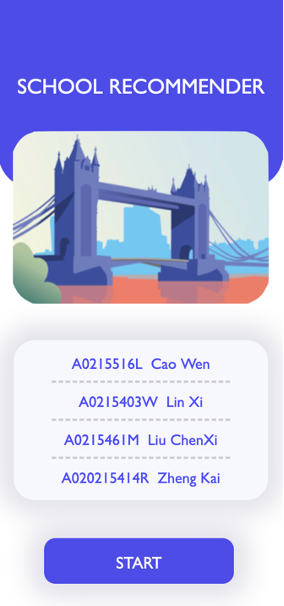 SCHOOL RECOMMENDER
A0215516L Cao Wen
A0215403W Lin Xi
A0215461M Liu ChenXi
A020215414R Zheng Kai
START